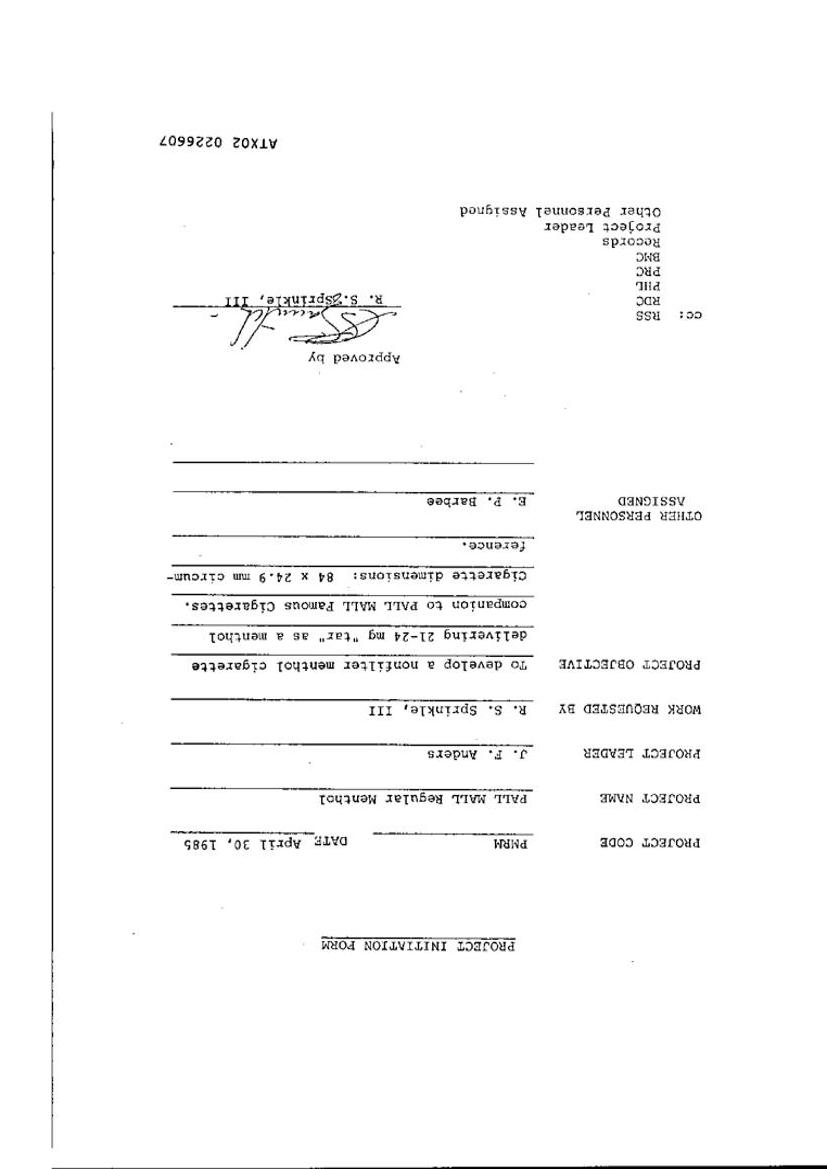 PROJECT INITIATION FORM
PROJECT CODE PMRM DATE April 30, 1985
PROJECT NAME PALL MALL Regular Menthol
PROJECT LEADER J. F. Anders
WORK REQUESTED BY R. S. Sprinkle, III
PROJECT OBJECTIVE To develop a nonfilter menthol cigarette
delivering 21-24 mg "tar" as a menthol
companion to PALL MALL Famous Cigarettes.
Cigarette dimensions: 84 x 24.9 mm circum-
ference.
OTHER PERSONNEL
ASSIGNED E. P. Barbee
Approved by
R. S. Sprinkle, III
cc: RSS
RDC
PHL
PRC
BMC
Records
Project Leader
Other Personnel Assigned
ATX02 0226607